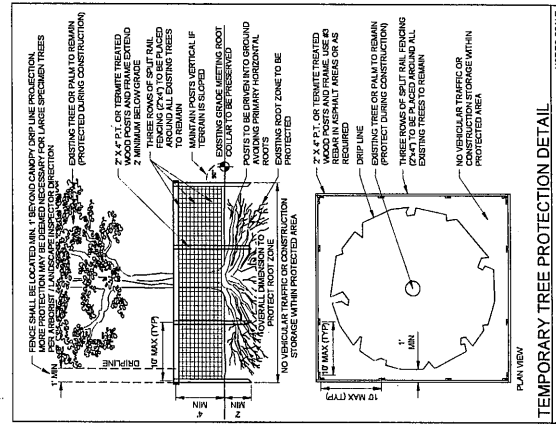 FENCE SHALL BE LOCATED MIN. 1' BEYOND CANOPY DRIP LINE PROJECTION.
MORE PROTECTION MAY BE DEEMED NECESSARY FOR LARGE SPECIMEN TREES
PER ARBORIST / LANDSCAPE INSPECTOR DIRECTION
1' MIN
EXISTING TREE OR PALM TO REMAIN
(PROTECTED DURING CONSTRUCTION)
DRIPLINE
10' MAX (TYP)
2" X 4" P.T. OR TERMITE TREATED
WOOD POSTS AND FRAME EXTEND
2' MINIMUM BELOW GRADE
THREE ROWS OF SPLIT RAIL
FENCING (2"x4") TO BE PLACED
AROUND ALL EXISTING TREES
TO REMAIN
MAINTAIN POSTS VERTICAL IF
TERRAIN IS SLOPED
EXISTING GRADE MEETING ROOT
COLLAR TO BE PRESERVED
POSTS TO BE DRIVEN INTO GROUND
AVOIDING PRIMARY HORIZONTAL
ROOTS
EXISTING ROOT ZONE TO BE
PROTECTED
4'
MIN
2'
MIN
OVERALL DIMENSION TO
PROTECT ROOT ZONE
NO VEHICULAR TRAFFIC OR CONSTRUCTION
STORAGE WITHIN PROTECTED AREA
2" X 4" P.T. OR TERMITE TREATED
WOOD POSTS AND FRAME. USE #3
REBAR IN ASPHALT AREAS OR AS
REQUIRED
DRIP LINE
EXISTING TREE OR PALM TO REMAIN
(PROTECT DURING CONSTRUCTION)
THREE ROWS OF SPLIT RAIL FENCING
(2"x4") TO BE PLACED AROUND ALL
EXISTING TREES TO REMAIN
NO VEHICULAR TRAFFIC OR
CONSTRUCTION STORAGE WITHIN
PROTECTED AREA
10' MAX (TYP)
10' MAX (TYP)
1'
MIN
PLAN VIEW
TEMPORARY TREE PROTECTION DETAIL